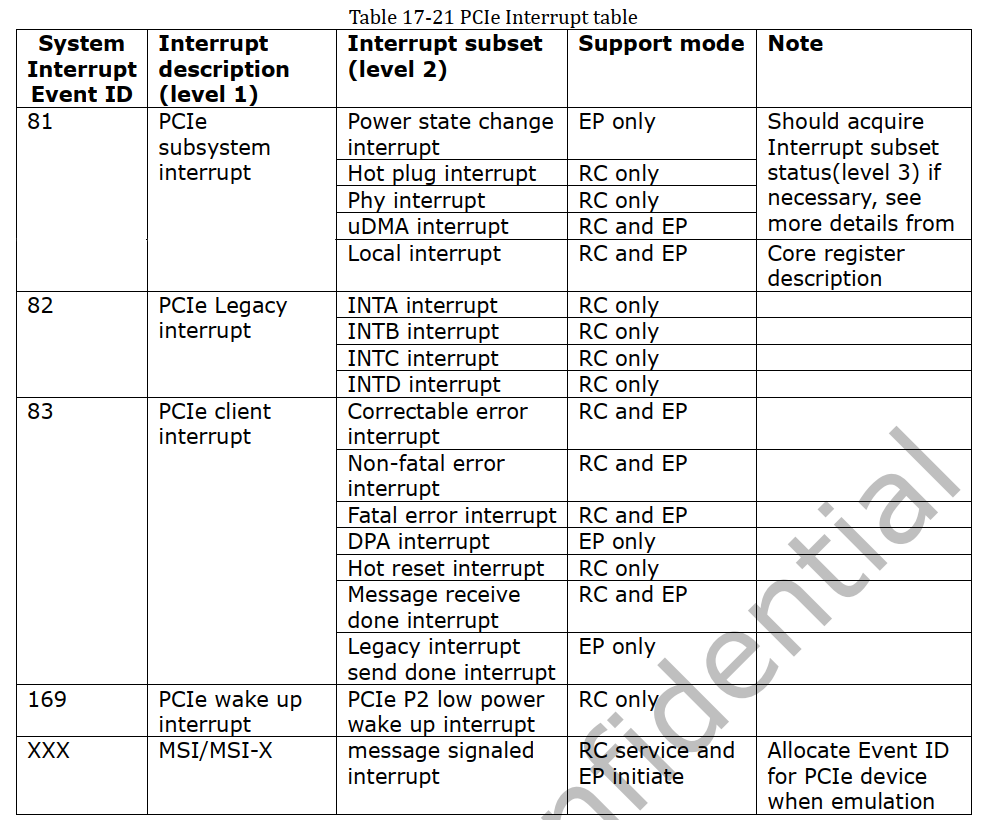 Table 17-21 PCIe Interrupt table
System Interrupt Event ID | Interrupt description (level 1) | Interrupt subset (level 2) | Support mode | Note
81 | PCIe subsystem interrupt | Power state change interrupt | EP only | Should acquire Interrupt subset status(level 3) if necessary, see more details from
Hot plug interrupt | RC only
Phy interrupt | RC only
uDMA interrupt | RC and EP
Local interrupt | RC and EP | Core register description
82 | PCIe Legacy interrupt | INTA interrupt | RC only
INTB interrupt | RC only
INTC interrupt | RC only
INTD interrupt | RC only
83 | PCIe client interrupt | Correctable error interrupt | RC and EP
Non-fatal error interrupt | RC and EP
Fatal error interrupt | RC and EP
DPA interrupt | EP only
Hot reset interrupt | RC only
Message receive done interrupt | RC and EP
Legacy interrupt send done interrupt | EP only
169 | PCIe wake up interrupt | PCIe P2 low power wake up interrupt | RC only
XXX | MSI/MSI-X | message signaled interrupt | RC service and EP initiate | Allocate Event ID for PCIe device when emulation
nfidential